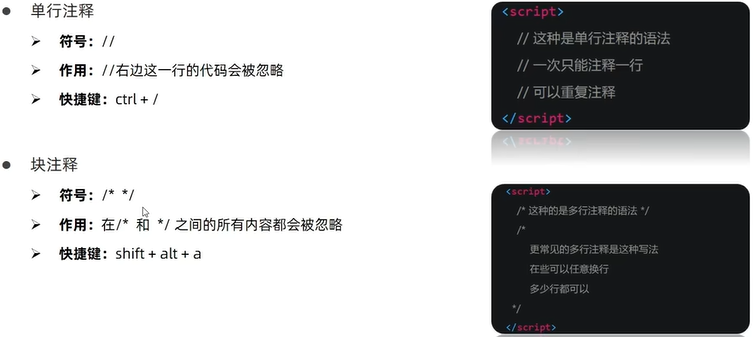 单行注释
符号：//
作用：//右边这一行的代码会被忽略
快捷键：ctrl + /
<script>
// 这种是单行注释的语法
// 一次只能注释一行
// 可以重复注释
</script>
块注释
符号：/* */
作用：在/* 和 */ 之间的所有内容都会被忽略
快捷键：shift + alt + a
<script>
/* 这种的是多行注释的语法 */
/*
更常见的多行注释是这种写法
在些可以任意换行
多少行都可以
*/
</script>